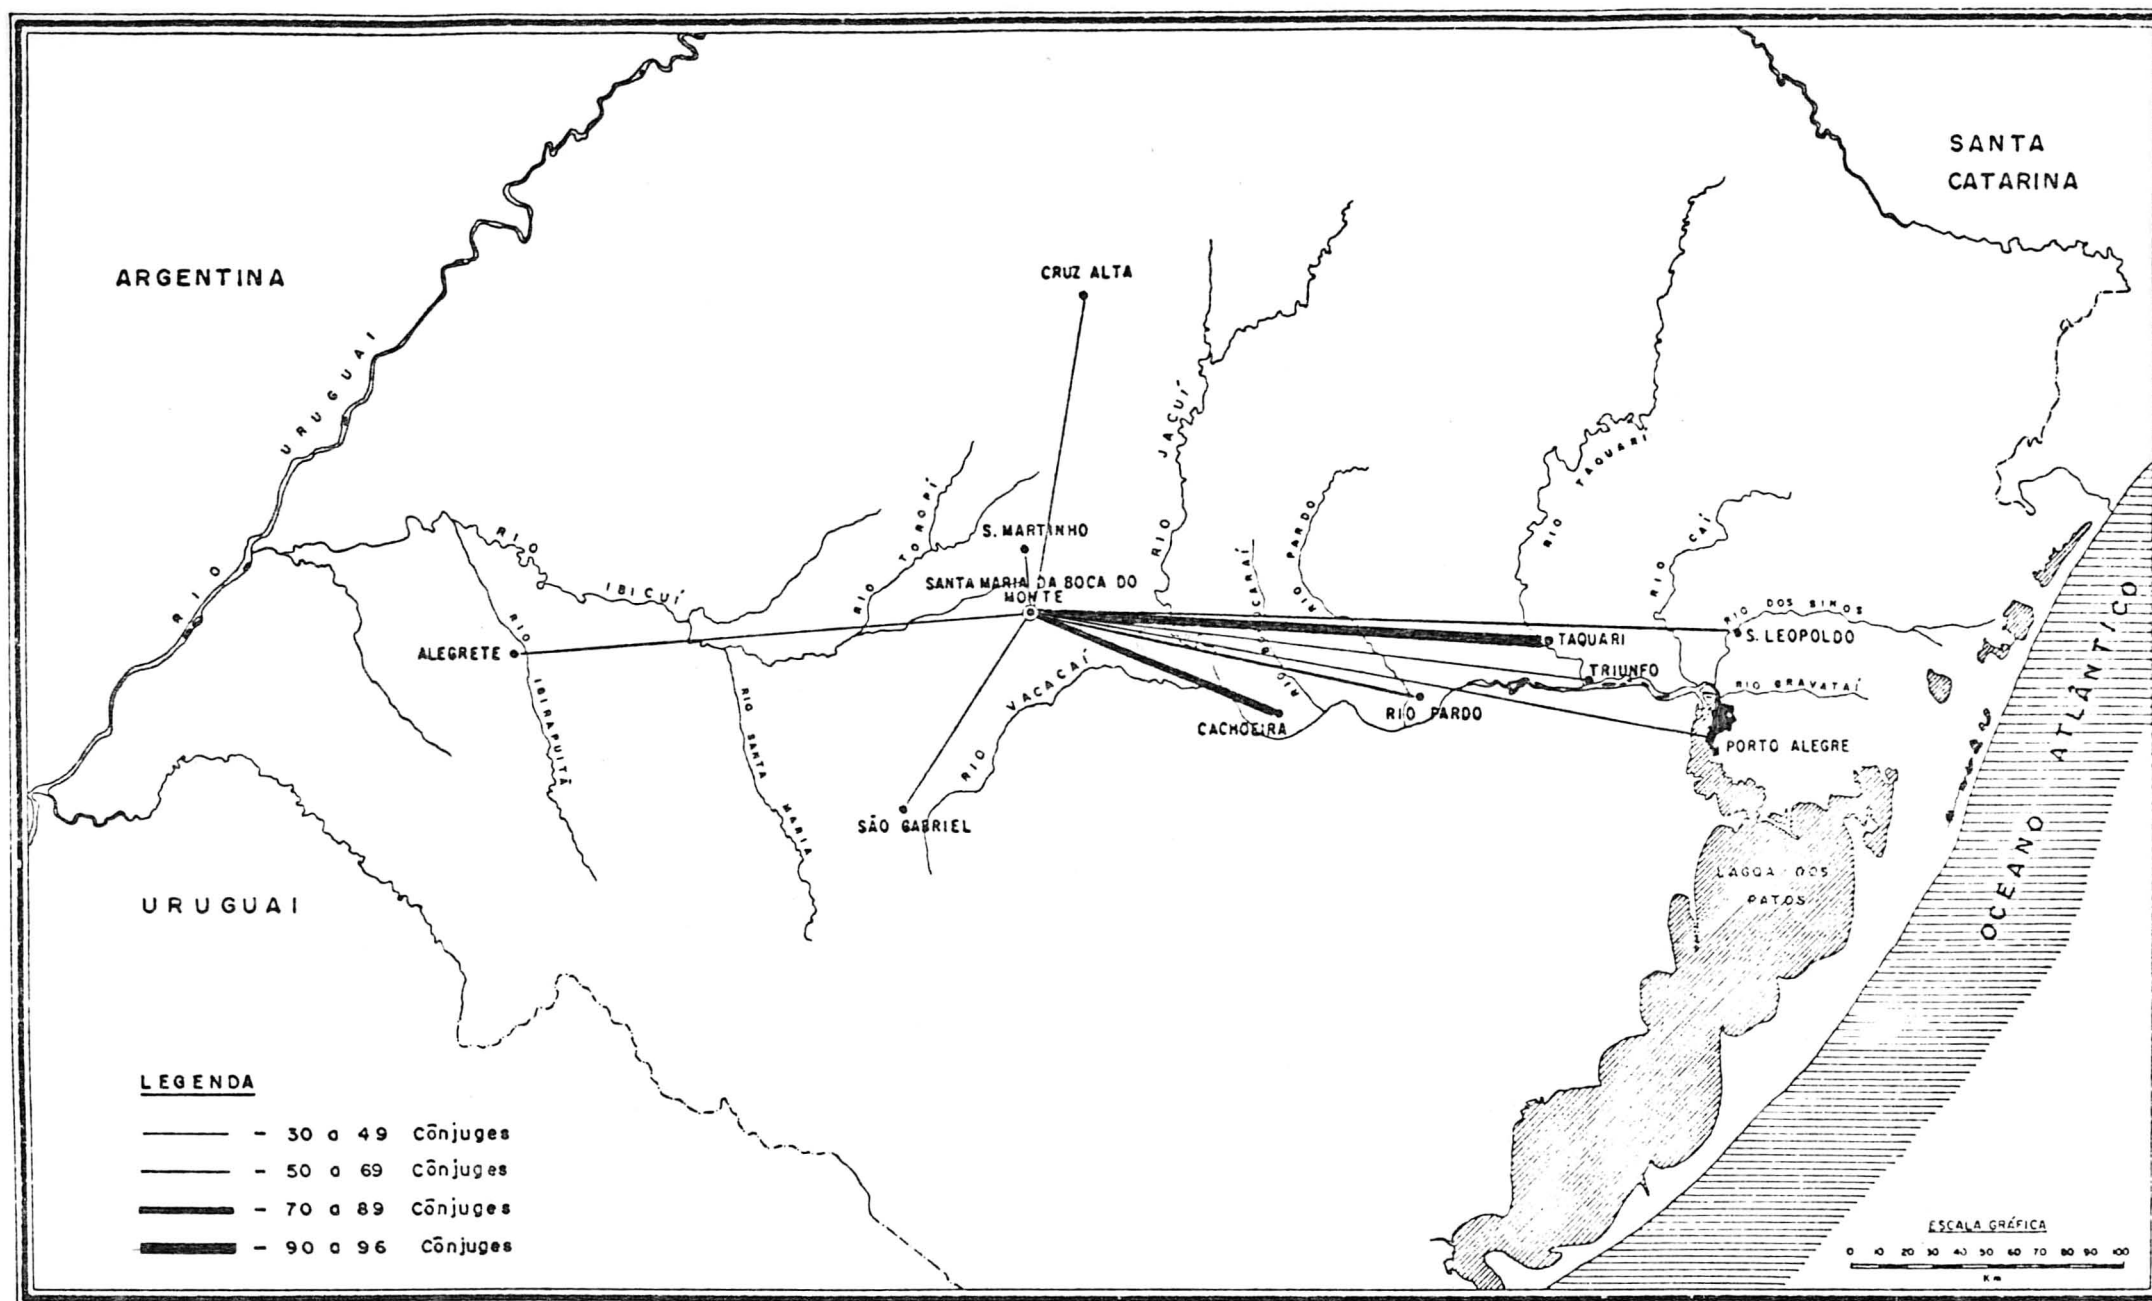 SANTA
CATARINA
ARGENTINA
CRUZ ALTA
RIO URUGUAI
RIO JACUÍ
RIO TAQUARÍ
RIO TOROPÍ
RIO PARDO
RIO CAÍ
RIO IBICUÍ
S. MARTINHO
SANTA MARIA DA BOCA DO
MONTE
RIO DOS SINOS
S. LEOPOLDO
TAQUARI
ALEGRETE
RIO IBIRAPUITÃ
RIO SANTA MARIA
RIO VACACAÍ
TRIUNFO
RIO GRAVATAÍ
RIO PARDO
CACHOEIRA
PORTO ALEGRE
SÃO GABRIEL
OCEANO ATLÂNTICO
LAGOA DOS
PATOS
URUGUAI
LEGENDA
- 30 a 49 Cônjuges
- 50 a 69 Cônjuges
- 70 a 89 Cônjuges
- 90 a 96 Cônjuges
ESCALA GRÁFICA
0 10 20 30 40 50 60 70 80 90 100
Km